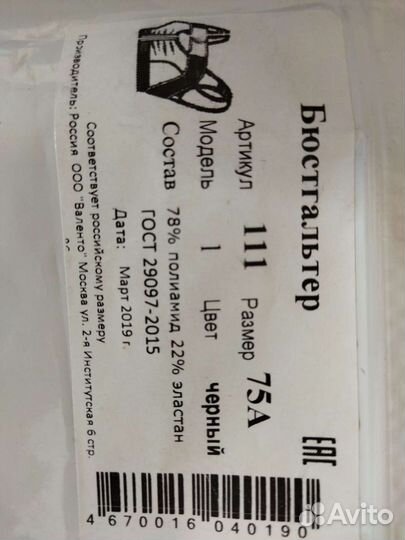 Бюстгальтер
Артикул 111 Размер 75А
Модель 1 Цвет черный
Состав 78% полиамид 22% эластан
ГОСТ 29097-2015
Дата: Март 2019 г.
Соответствует российскому размеру
Производитель: Россия ООО "Валенто" Москва ул. 2-я Институтская 6 стр.
EAC
4 670016 040190
Avito